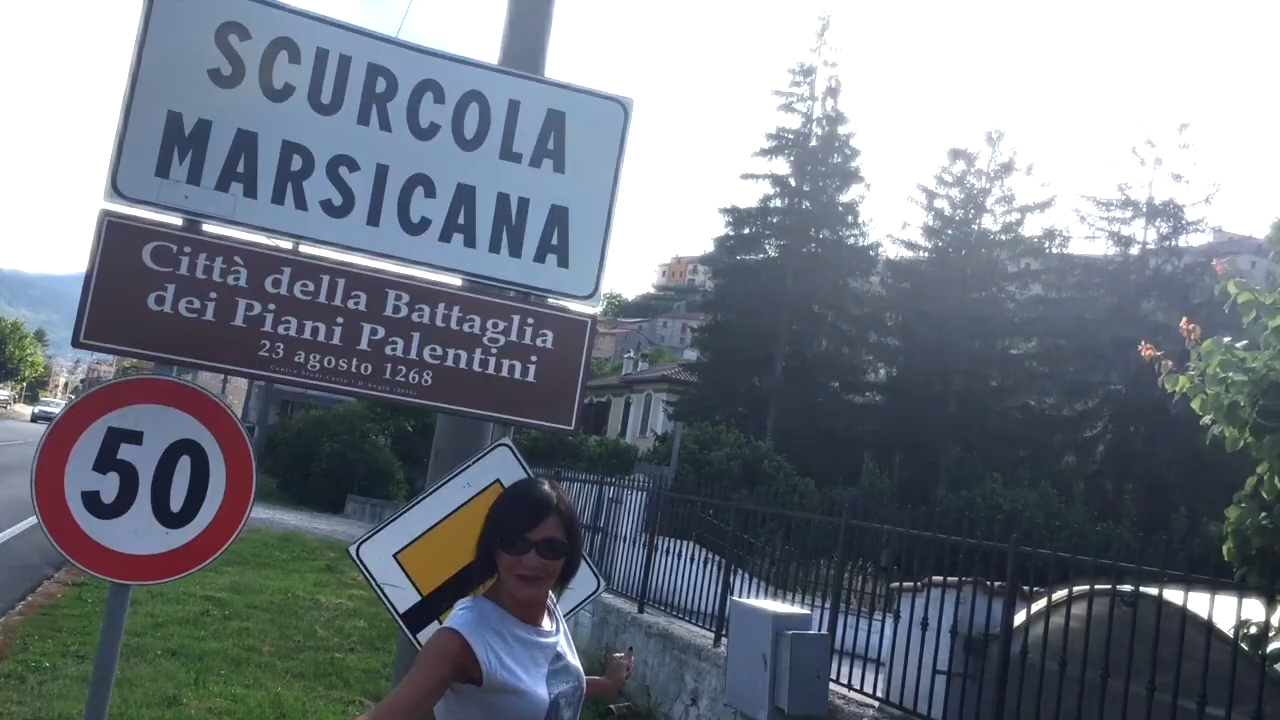 SCURCOLA
MARSICANA
Città della Battaglia
dei Piani Palentini
23 agosto 1268
50